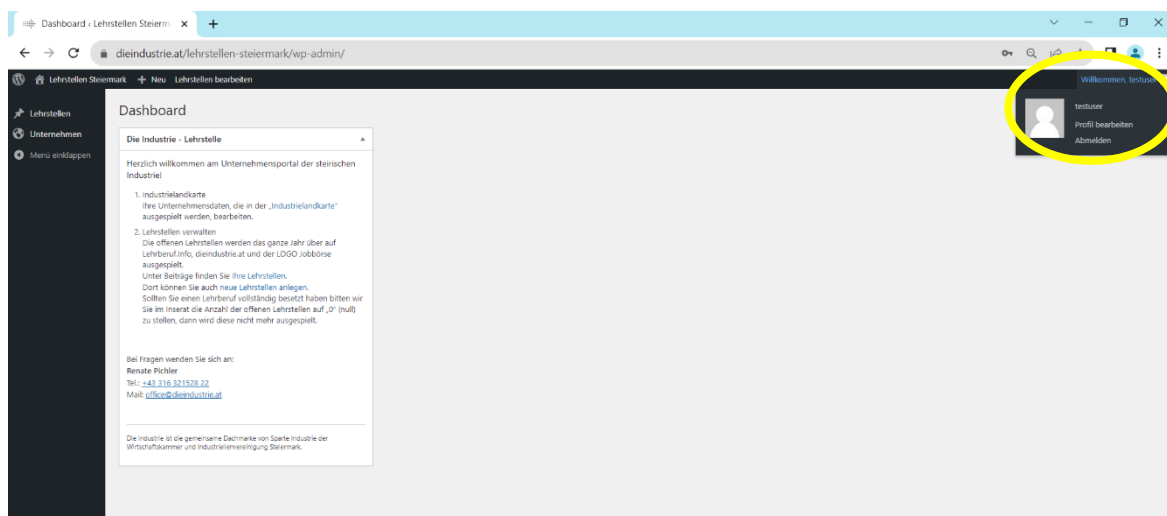 Dashboard ‹ Lehrstellen Steierm
dieindustrie.at/lehrstellen-steiermark/wp-admin/
Lehrstellen Steiermark + Neu Lehrstellen bearbeiten
Willkommen, testuser
testuser
Profil bearbeiten
Abmelden
Lehrstellen
Unternehmen
Menü einklappen
Dashboard
Die Industrie - Lehrstelle
Herzlich willkommen am Unternehmensportal der steirischen
Industrie!
1. Industrielandkarte
Ihre Unternehmensdaten, die in der „Industrielandkarte“
ausgespielt werden, bearbeiten.
2. Lehrstellen verwalten
Die offenen Lehrstellen werden das ganze Jahr über auf
Lehrberuf.info, dieindustrie.at und der LOGO Jobbörse
ausgespielt.
Unter Beiträge finden Sie Ihre Lehrstellen.
Dort können Sie auch neue Lehrstellen anlegen.
Sollten Sie einen Lehrberuf vollständig besetzt haben bitten wir
Sie im Inserat die Anzahl der offenen Lehrstellen auf „0“ (null)
zu stellen, dann wird diese nicht mehr ausgespielt.
Bei Fragen wenden Sie sich an:
Renate Pichler
Tel.: +43 316 321528 22
Mail: office@dieindustrie.at
Die Industrie ist die gemeinsame Dachmarke von Sparte Industrie der
Wirtschaftskammer und Industriellenvereinigung Steiermark.